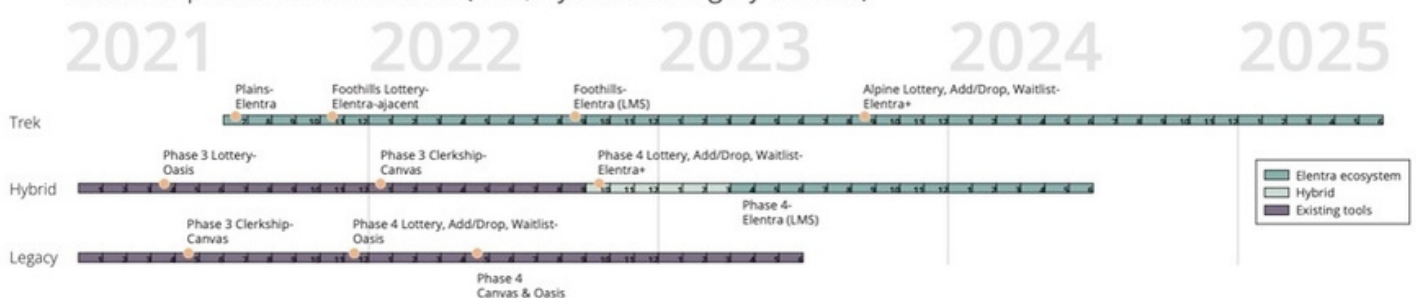 2021 2022 2023 2024 2025
Plains-
Elentra
Foothills Lottery-
Elentra-ajacent
Foothills-
Elentra (LMS)
Alpine Lottery, Add/Drop, Waitlist-
Elentra+
Trek
Phase 3 Lottery-
Oasis
Phase 3 Clerkship-
Canvas
Phase 4 Lottery, Add/Drop, Waitlist-
Elentra+
Hybrid
Phase 4-
Elentra (LMS)
Elentra ecosystem
Hybrid
Existing tools
Phase 3 Clerkship-
Canvas
Phase 4 Lottery, Add/Drop, Waitlist-
Oasis
Legacy
Phase 4
Canvas & Oasis